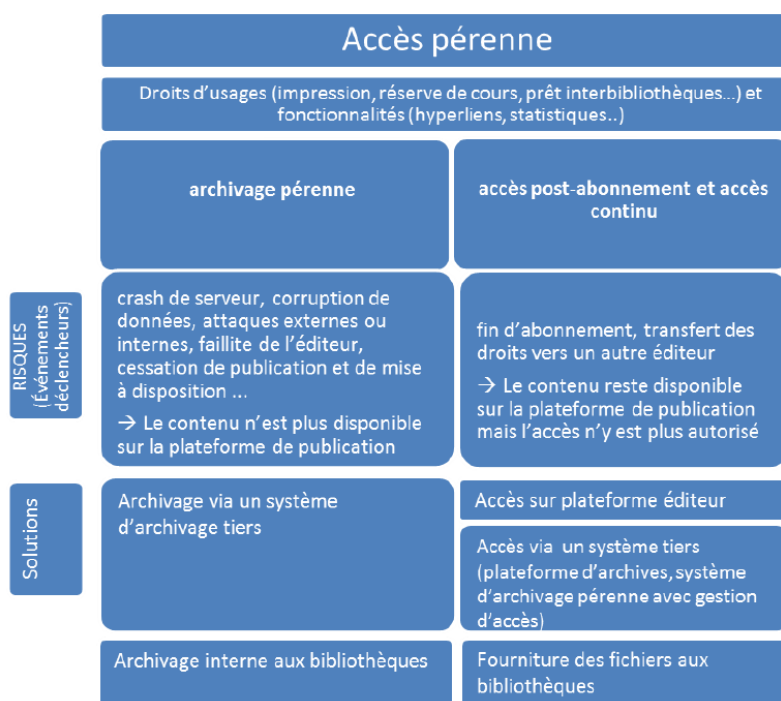 Accès pérenne
Droits d'usages (impression, réserve de cours, prêt interbibliothèques...) et
fonctionnalités (hyperliens, statistiques..)
archivage pérenne
accès post-abonnement et accès
continu
RISQUES
(Événements
déclencheurs)
crash de serveur, corruption de
données, attaques externes ou
internes, faillite de l'éditeur,
cessation de publication et de mise
à disposition ...
→ Le contenu n'est plus disponible
sur la plateforme de publication
fin d'abonnement, transfert des
droits vers un autre éditeur
→ Le contenu reste disponible
sur la plateforme de publication
mais l'accès n'y est plus autorisé
Solutions
Archivage via un système
d'archivage tiers
Accès sur plateforme éditeur
Accès via un système tiers
(plateforme d'archives, système
d'archivage pérenne avec gestion
d'accès)
Archivage interne aux bibliothèques
Fourniture des fichiers aux
bibliothèques